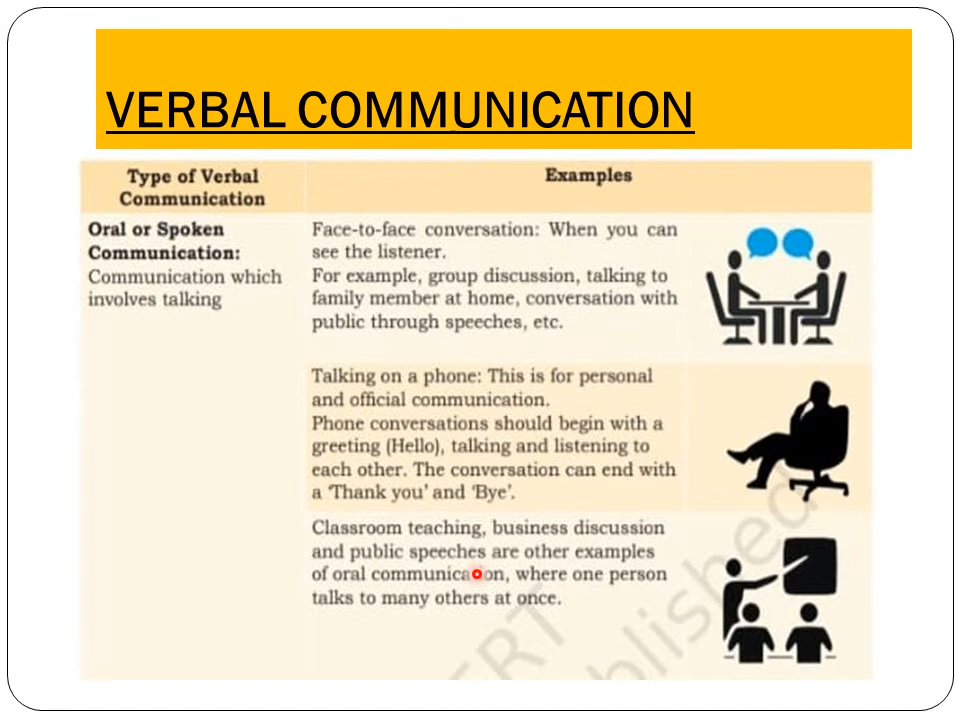 VERBAL COMMUNICATION
Type of Verbal
Communication
Examples
Oral or Spoken
Communication:
Communication which
involves talking
Face-to-face conversation: When you can
see the listener.
For example, group discussion, talking to
family member at home, conversation with
public through speeches, etc.
Talking on a phone: This is for personal
and official communication.
Phone conversations should begin with a
greeting (Hello), talking and listening to
each other. The conversation can end with
a ‘Thank you’ and ‘Bye’.
Classroom teaching, business discussion
and public speeches are other examples
of oral communication, where one person
talks to many others at once.